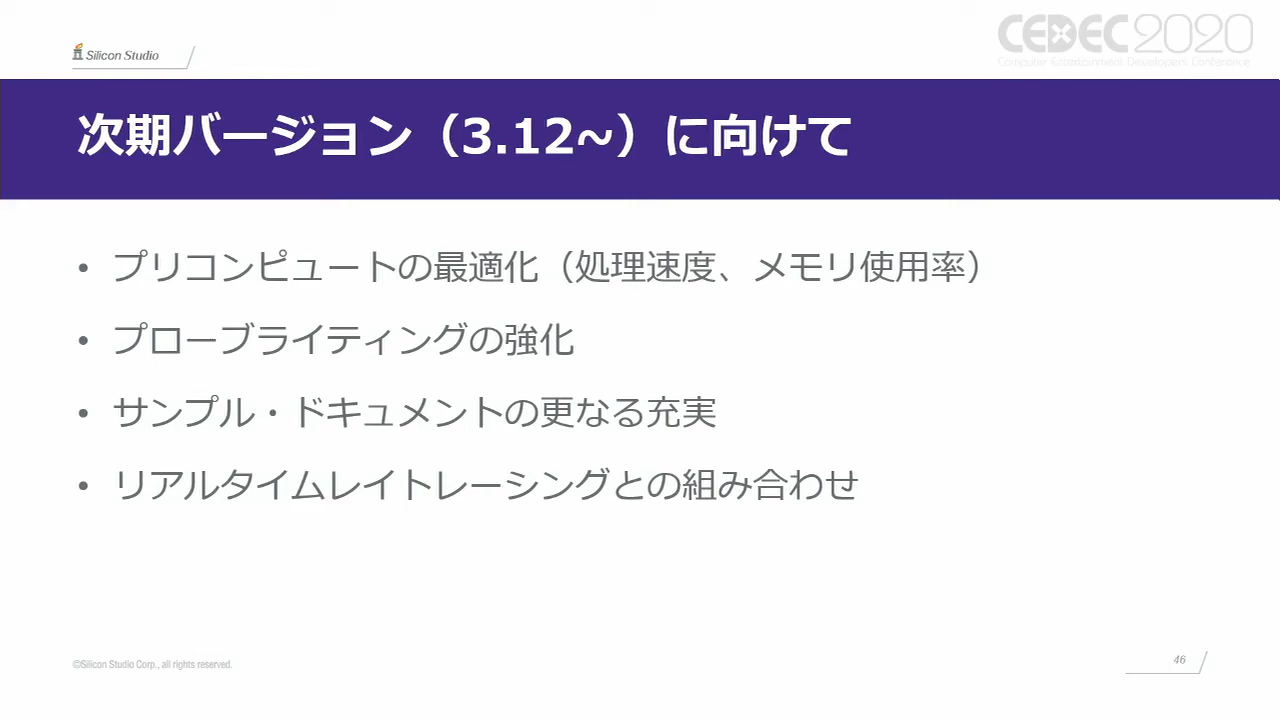 Silicon Studio
CEDEC2020
Computer Entertainment Developers Conference
次期バージョン（3.12~）に向けて
• プリコンピュートの最適化（処理速度、メモリ使用率）
• プローブライティングの強化
• サンプル・ドキュメントの更なる充実
• リアルタイムレイトレーシングとの組み合わせ
©Silicon Studio Corp., all rights reserved.
46